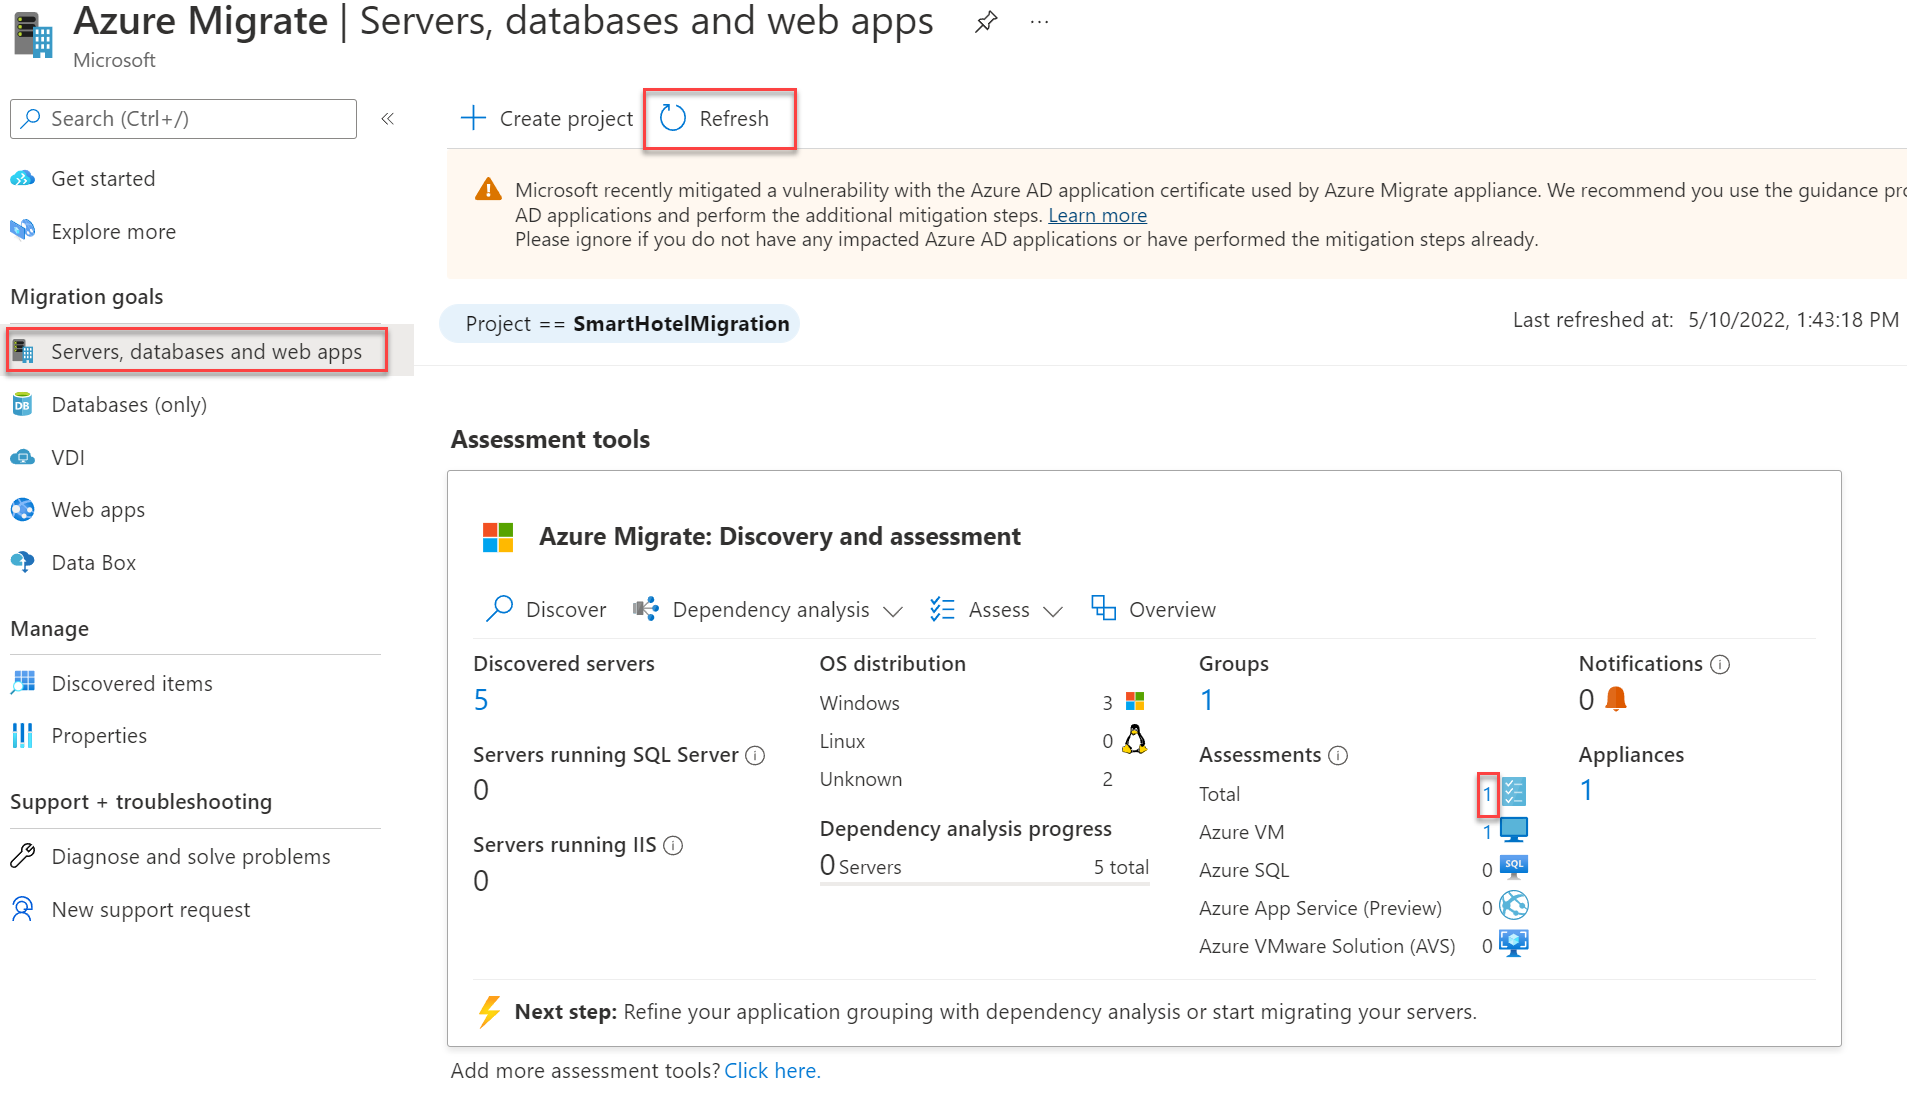 Azure Migrate | Servers, databases and web apps
Microsoft
Search (Ctrl+/)
Get started
Explore more
Migration goals
Servers, databases and web apps
DB
Databases (only)
VDI
Web apps
Data Box
Manage
Discovered items
Properties
Support + troubleshooting
Diagnose and solve problems
New support request
Create project
Refresh
Microsoft recently mitigated a vulnerability with the Azure AD application certificate used by Azure Migrate appliance. We recommend you use the guidance pr
AD applications and perform the additional mitigation steps. Learn more
Please ignore if you do not have any impacted Azure AD applications or have performed the mitigation steps already.
Project == SmartHotelMigration
Last refreshed at: 5/10/2022, 1:43:18 PM
Assessment tools
Azure Migrate: Discovery and assessment
Discover
Dependency analysis
Assess
Overview
Discovered servers
5
Servers running SQL Server
0
Servers running IIS
0
OS distribution
Windows 3
Linux 0
Unknown 2
Dependency analysis progress
0 Servers 5 total
Groups
1
Assessments
Total 1
Azure VM 1
Azure SQL 0 SQL
Azure App Service (Preview) 0
Azure VMware Solution (AVS) 0
Notifications
0
Appliances
1
Next step: Refine your application grouping with dependency analysis or start migrating your servers.
Add more assessment tools? Click here.